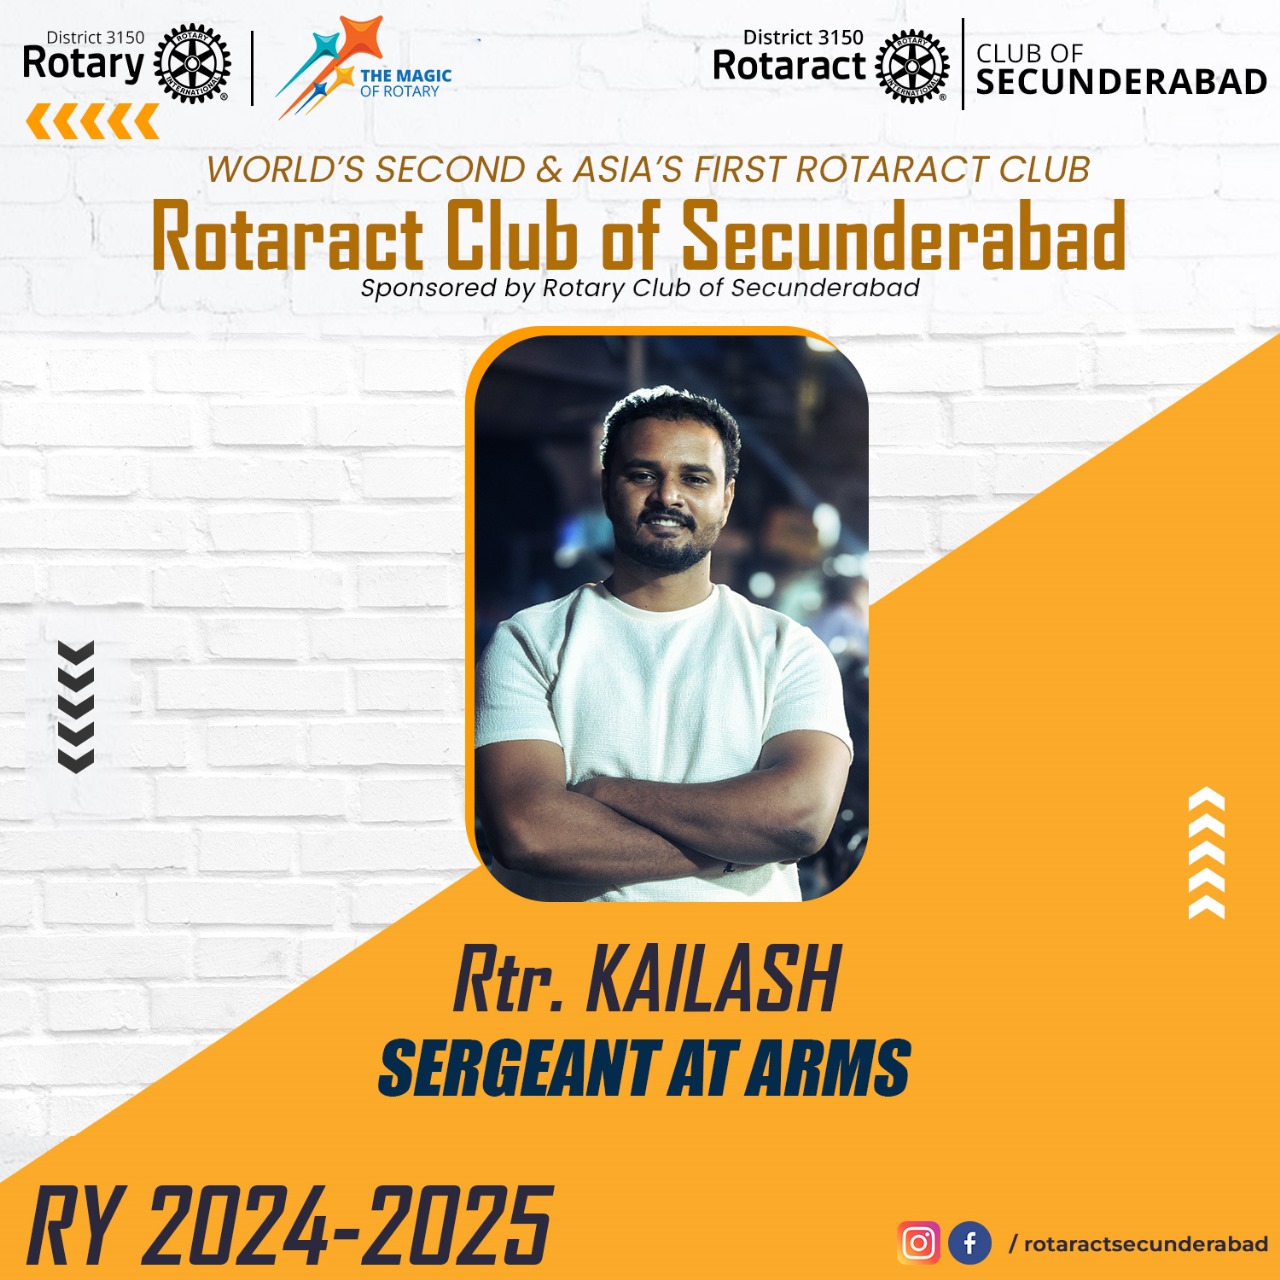 District 3150
Rotary
ROTARY
INTERNATIONAL
®
THE MAGIC
OF ROTARY
District 3150
Rotaract
ROTARY
INTERNATIONAL
®
CLUB OF
SECUNDERABAD
WORLD'S SECOND & ASIA'S FIRST ROTARACT CLUB
Rotaract Club of Secunderabad
Sponsored by Rotary Club of Secunderabad
Rtr. KAILASH
SERGEANT AT ARMS
RY 2024-2025
/ rotaractsecunderabad